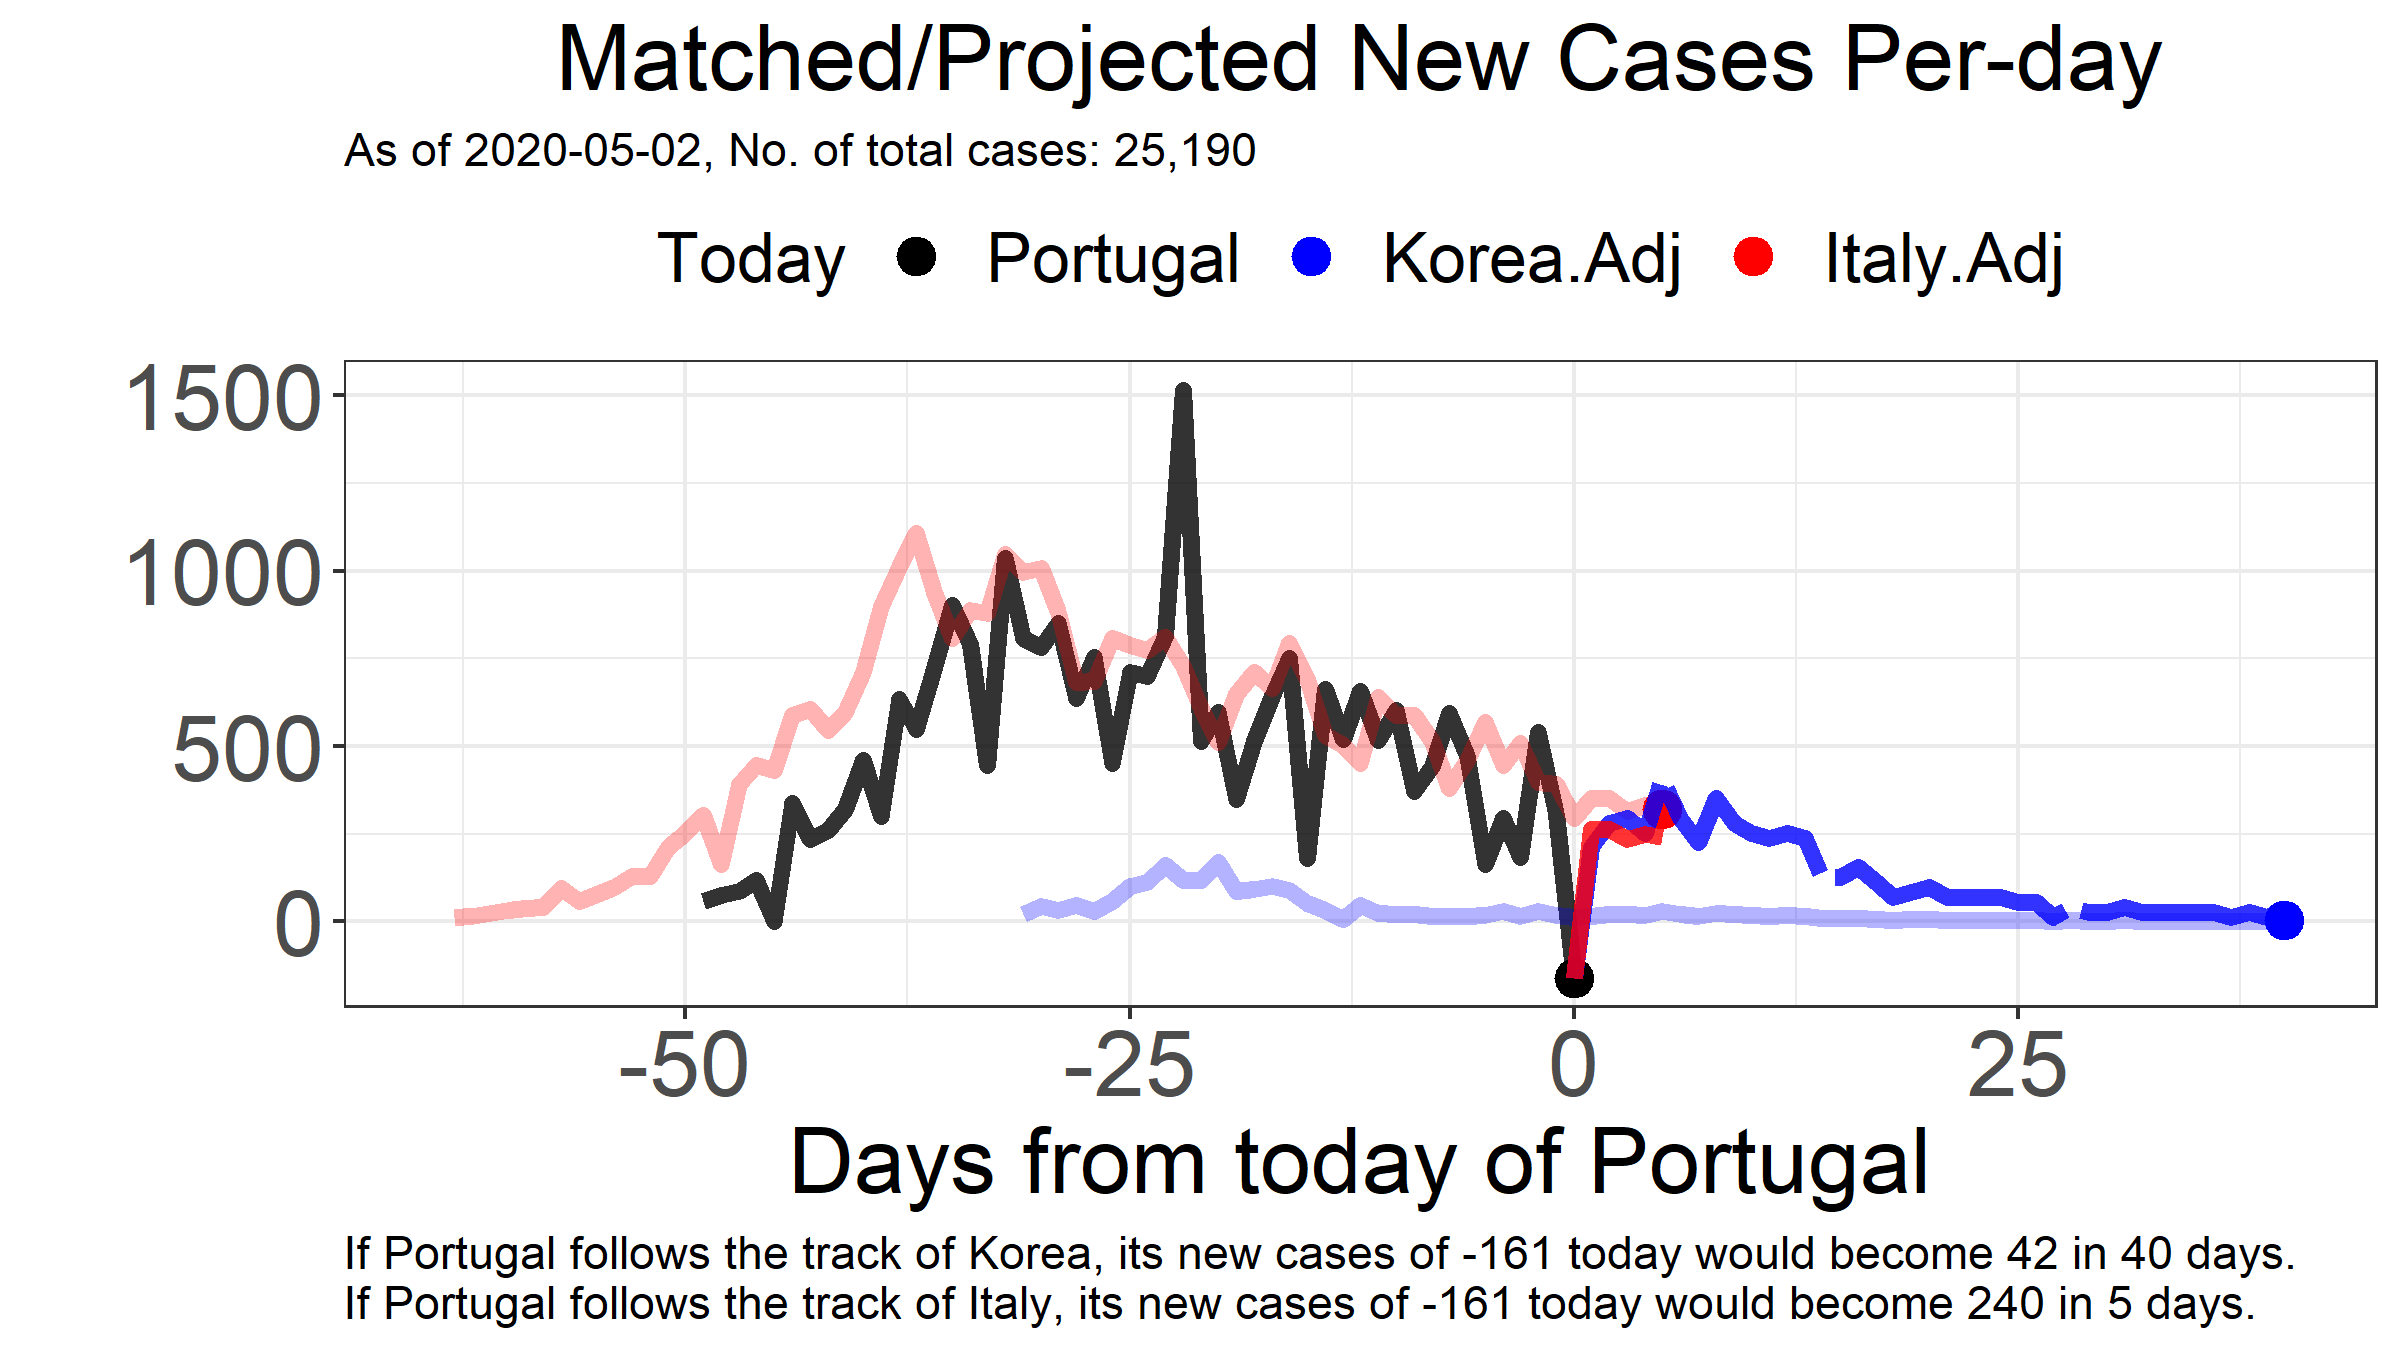 Matched/Projected New Cases Per-day
As of 2020-05-02, No. of total cases: 25,190
Today Portugal Korea.Adj Italy.Adj
1500
1000
500
0
-50 -25 0 25
Days from today of Portugal
If Portugal follows the track of Korea, its new cases of -161 today would become 42 in 40 days.
If Portugal follows the track of Italy, its new cases of -161 today would become 240 in 5 days.